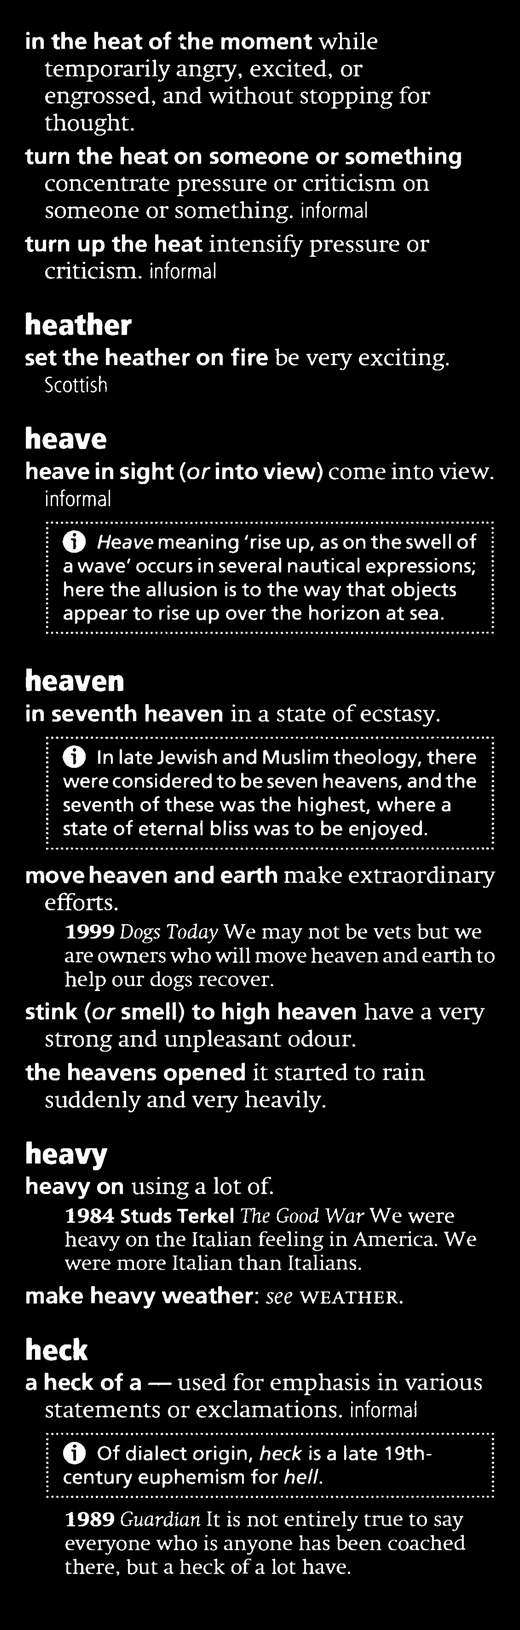 in the heat of the moment while
temporarily angry, excited, or
engrossed, and without stopping for
thought.
turn the heat on someone or something
concentrate pressure or criticism on
someone or something. informal
turn up the heat intensify pressure or
criticism. informal
heather
set the heather on fire be very exciting.
Scottish
heave
heave in sight (or into view) come into view.
informal
i Heave meaning 'rise up, as on the swell of
a wave' occurs in several nautical expressions;
here the allusion is to the way that objects
appear to rise up over the horizon at sea.
heaven
in seventh heaven in a state of ecstasy.
i In late Jewish and Muslim theology, there
were considered to be seven heavens, and the
seventh of these was the highest, where a
state of eternal bliss was to be enjoyed.
move heaven and earth make extraordinary
efforts.
1999 Dogs Today We may not be vets but we
are owners who will move heaven and earth to
help our dogs recover.
stink (or smell) to high heaven have a very
strong and unpleasant odour.
the heavens opened it started to rain
suddenly and very heavily.
heavy
heavy on using a lot of.
1984 Studs Terkel The Good War We were
heavy on the Italian feeling in America. We
were more Italian than Italians.
make heavy weather: see WEATHER.
heck
a heck of a — used for emphasis in various
statements or exclamations. informal
i Of dialect origin, heck is a late 19th-
century euphemism for hell.
1989 Guardian It is not entirely true to say
everyone who is anyone has been coached
there, but a heck of a lot have.